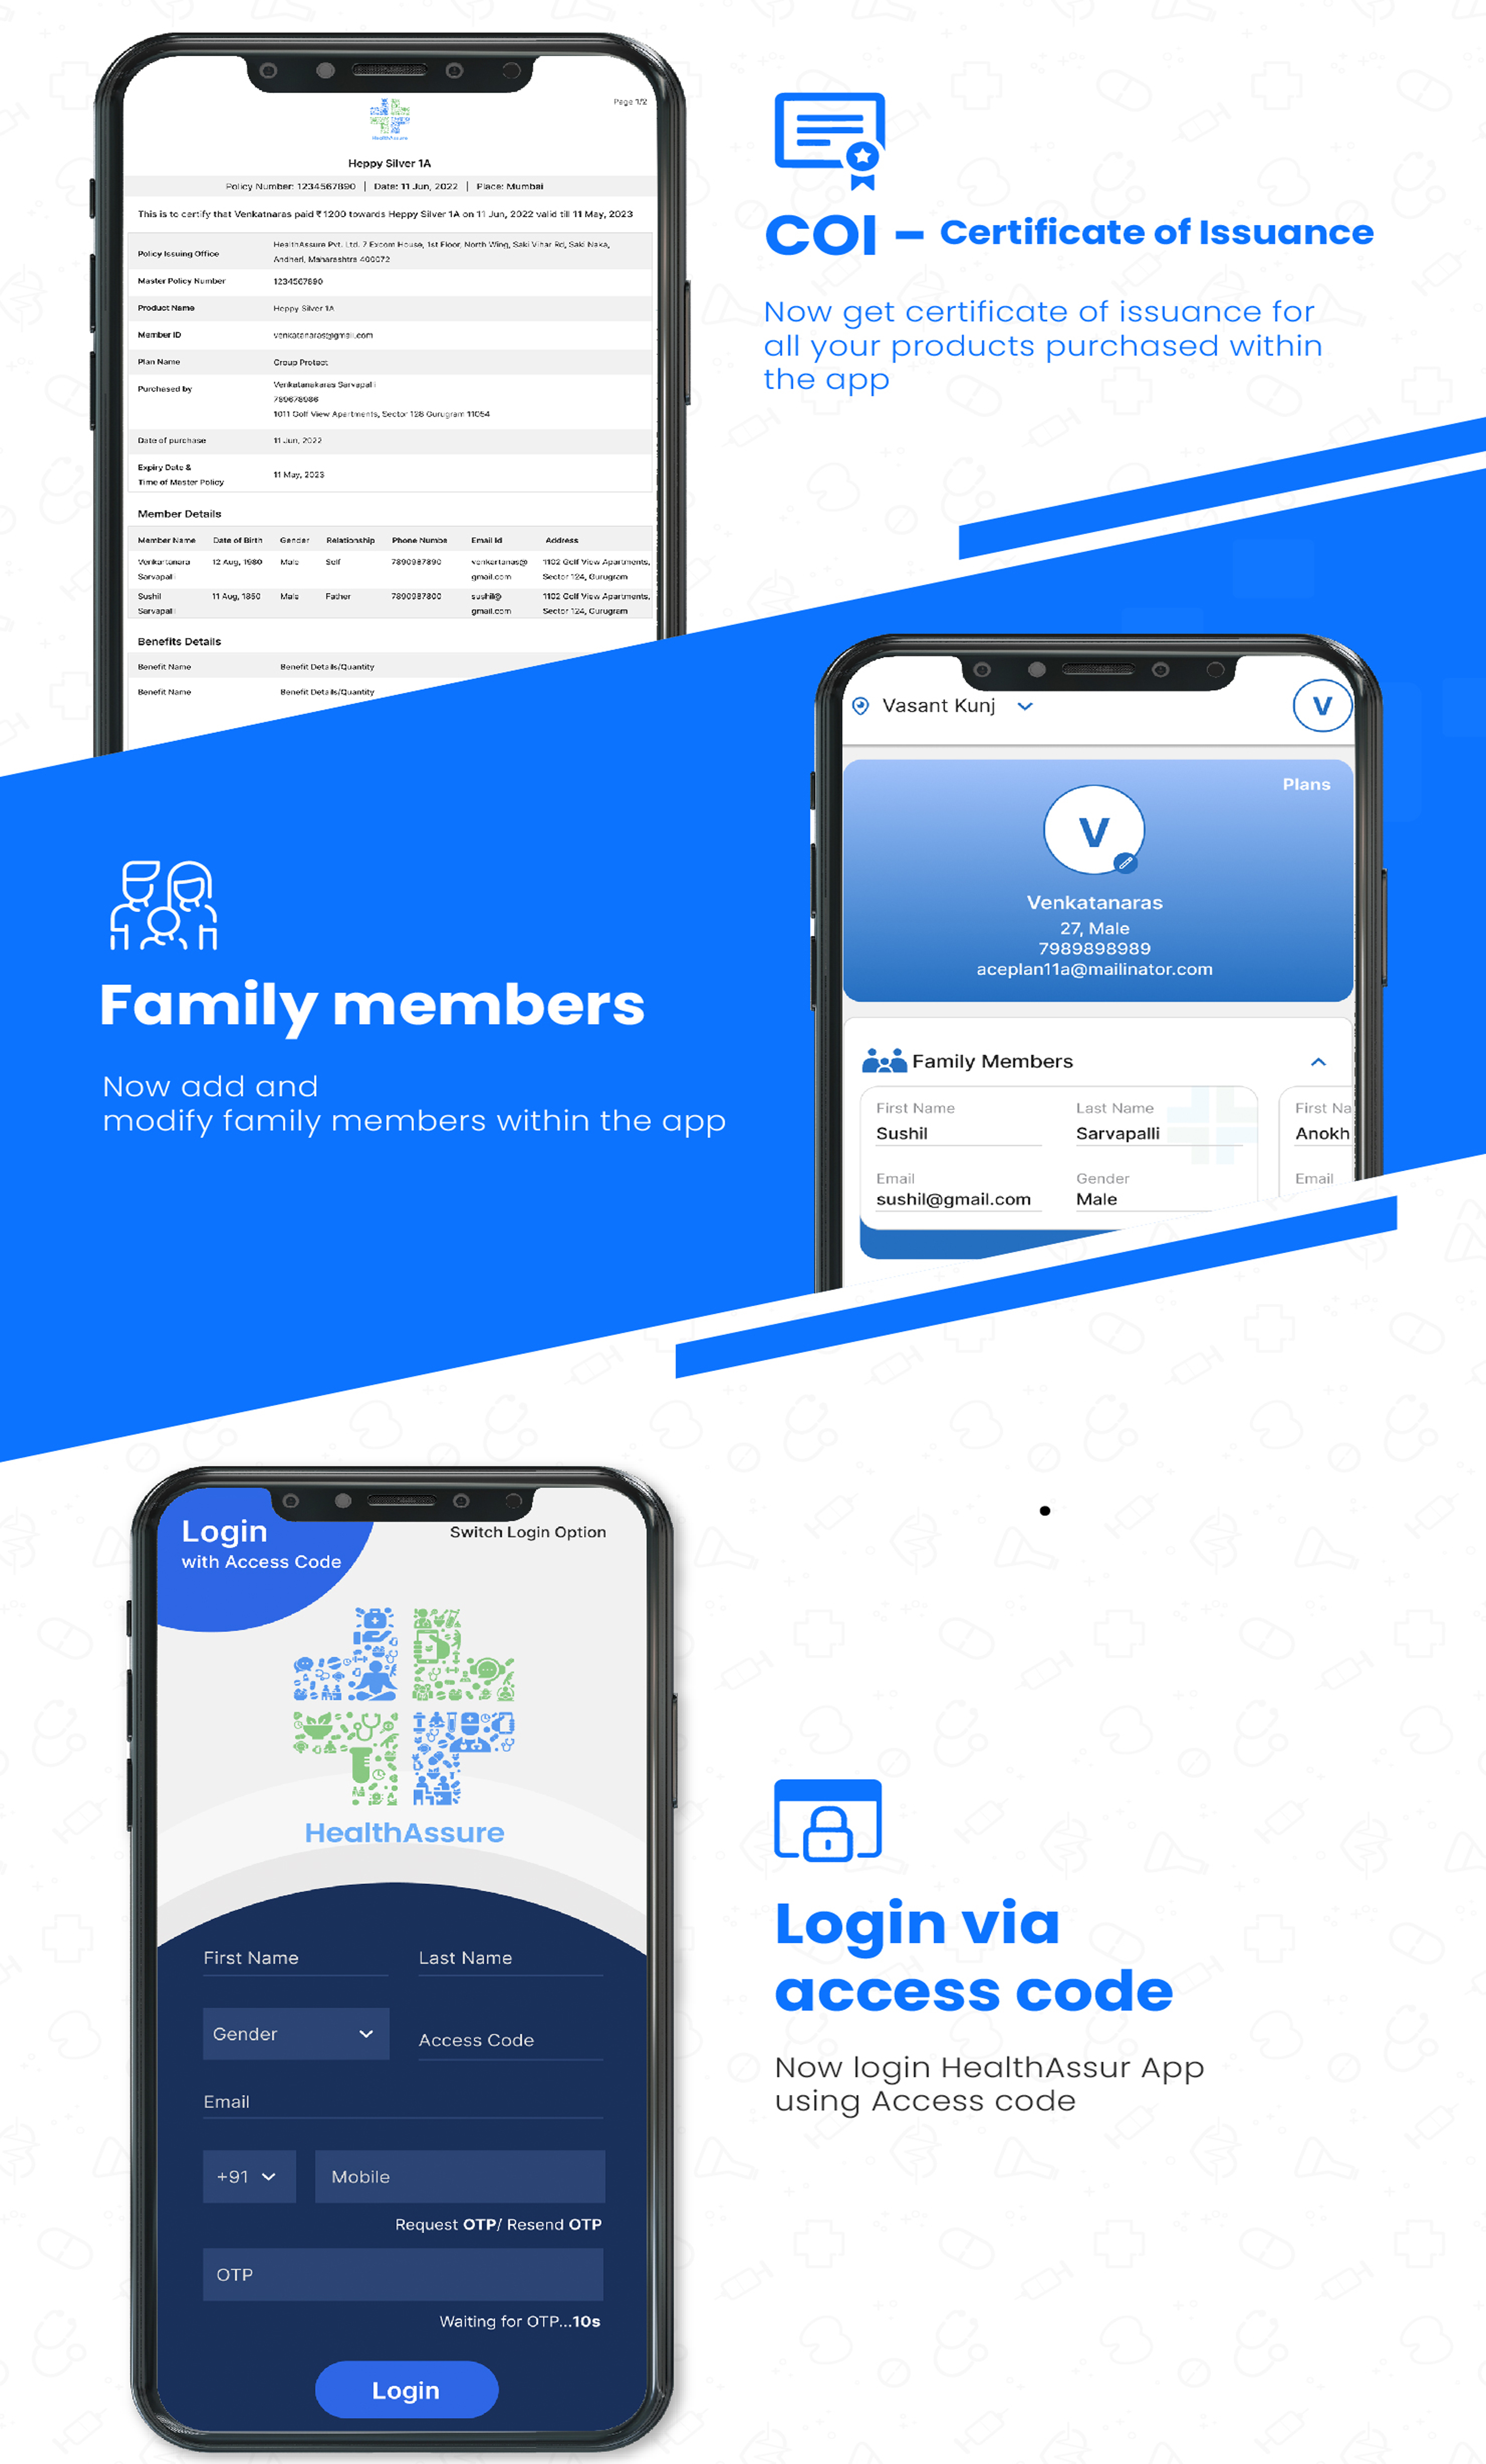 HealthAssure
Page 1/2
Heppy Silver 1A
Policy Number: 1234567890 | Date: 11 Jun, 2022 | Place: Mumbai
This is to certify that Venkatnaras paid ₹1200 towards Heppy Silver 1A on 11 Jun, 2022 valid till 11 May, 2023
Policy Issuing Office
HealthAssure Pvt. Ltd. 7 Excom House, 1st Floor, North Wing, Saki Vihar Rd, Saki Naka,
Andheri, Maharashtra 400072
Master Policy Number 1234567890
Product Name Heppy Silver 1A
Member ID venkatanaras@gmail.com
Plan Name Group Protect
Purchased by Venkatanakaras Sarvapalli
789678986
1011 Golf View Apartments, Sector 128 Gurugram 11054
Date of purchase 11 Jun, 2022
Expiry Date &
Time of Master Policy
11 May, 2023
Member Details
Member Name Date of Birth Gender Relationship Phone Numbe Email Id Address
Venkartanara 12 Aug, 1980 Male Self 7890987890 venkartanas@ 1102 Golf View Apartments,
Sarvapalli gmail.com Sector 124, Gurugram
Sushil 11 Aug, 1850 Male Father 7890987800 sushil@ 1102 Golf View Apartments,
Sarvapalli gmail.com Sector 124, Gurugram
Benefits Details
Benefit Name Benefit Details/Quantity
Benefit Name Benefit Details/Quantity
COI – Certificate of Issuance
Now get certificate of issuance for
all your products purchased within
the app
Family members
Now add and
modify family members within the app
Vasant Kunj
V
Plans
V
Venkatanaras
27, Male
7989898989
aceplan11a@mailinator.com
Family Members
First Name Last Name First Na
Sushil Sarvapalli Anokh
Email Gender Email
sushil@gmail.com Male
Login
with Access Code
Switch Login Option
HealthAssure
First Name Last Name
Gender Access Code
Email
+91 Mobile
Request OTP/ Resend OTP
OTP
Waiting for OTP...10s
Login
Login via
access code
Now login HealthAssur App
using Access code